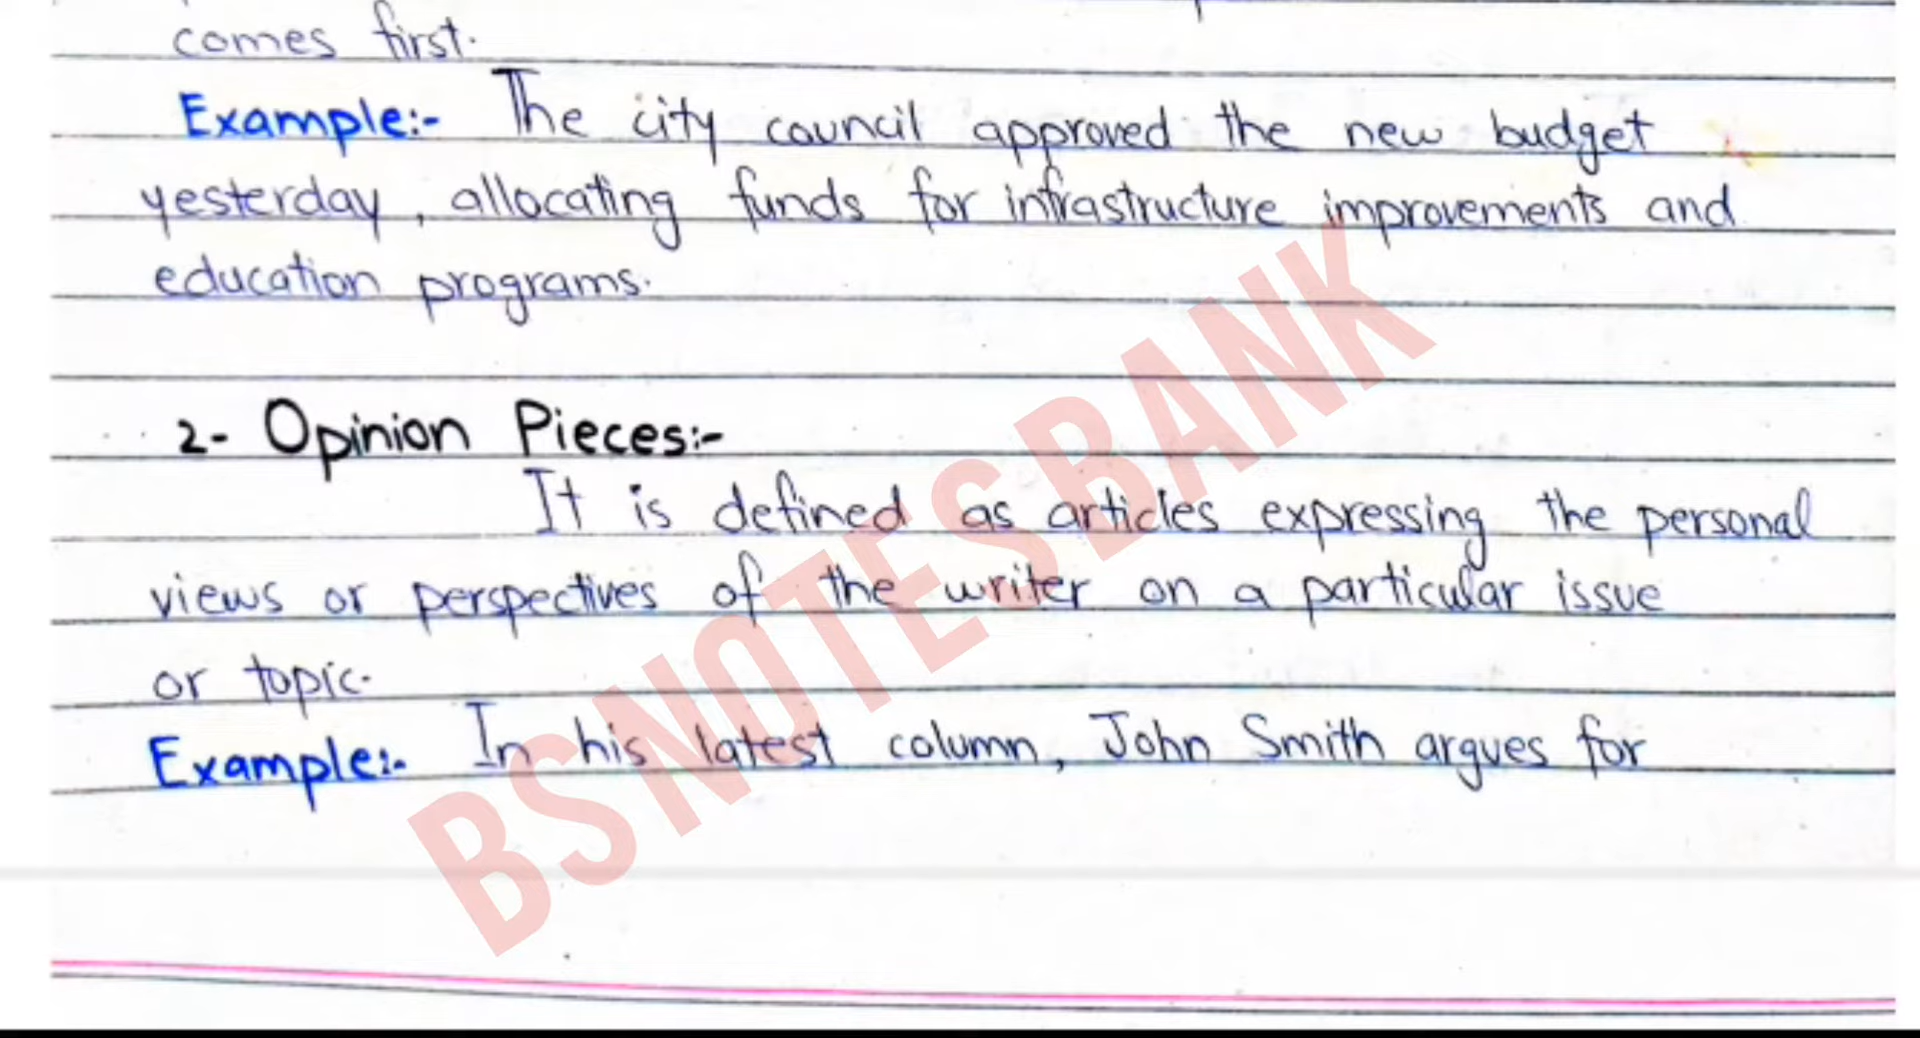 comes first.
Example:- The city council approved the new budget
yesterday, allocating funds for infrastructure improvements and
education programs.
2- Opinion Pieces:-
It is defined as articles expressing the personal
views or perspectives of the writer on a particular issue
or topic.
Example:- In his latest column, John Smith argues for
BSNOTESBANK